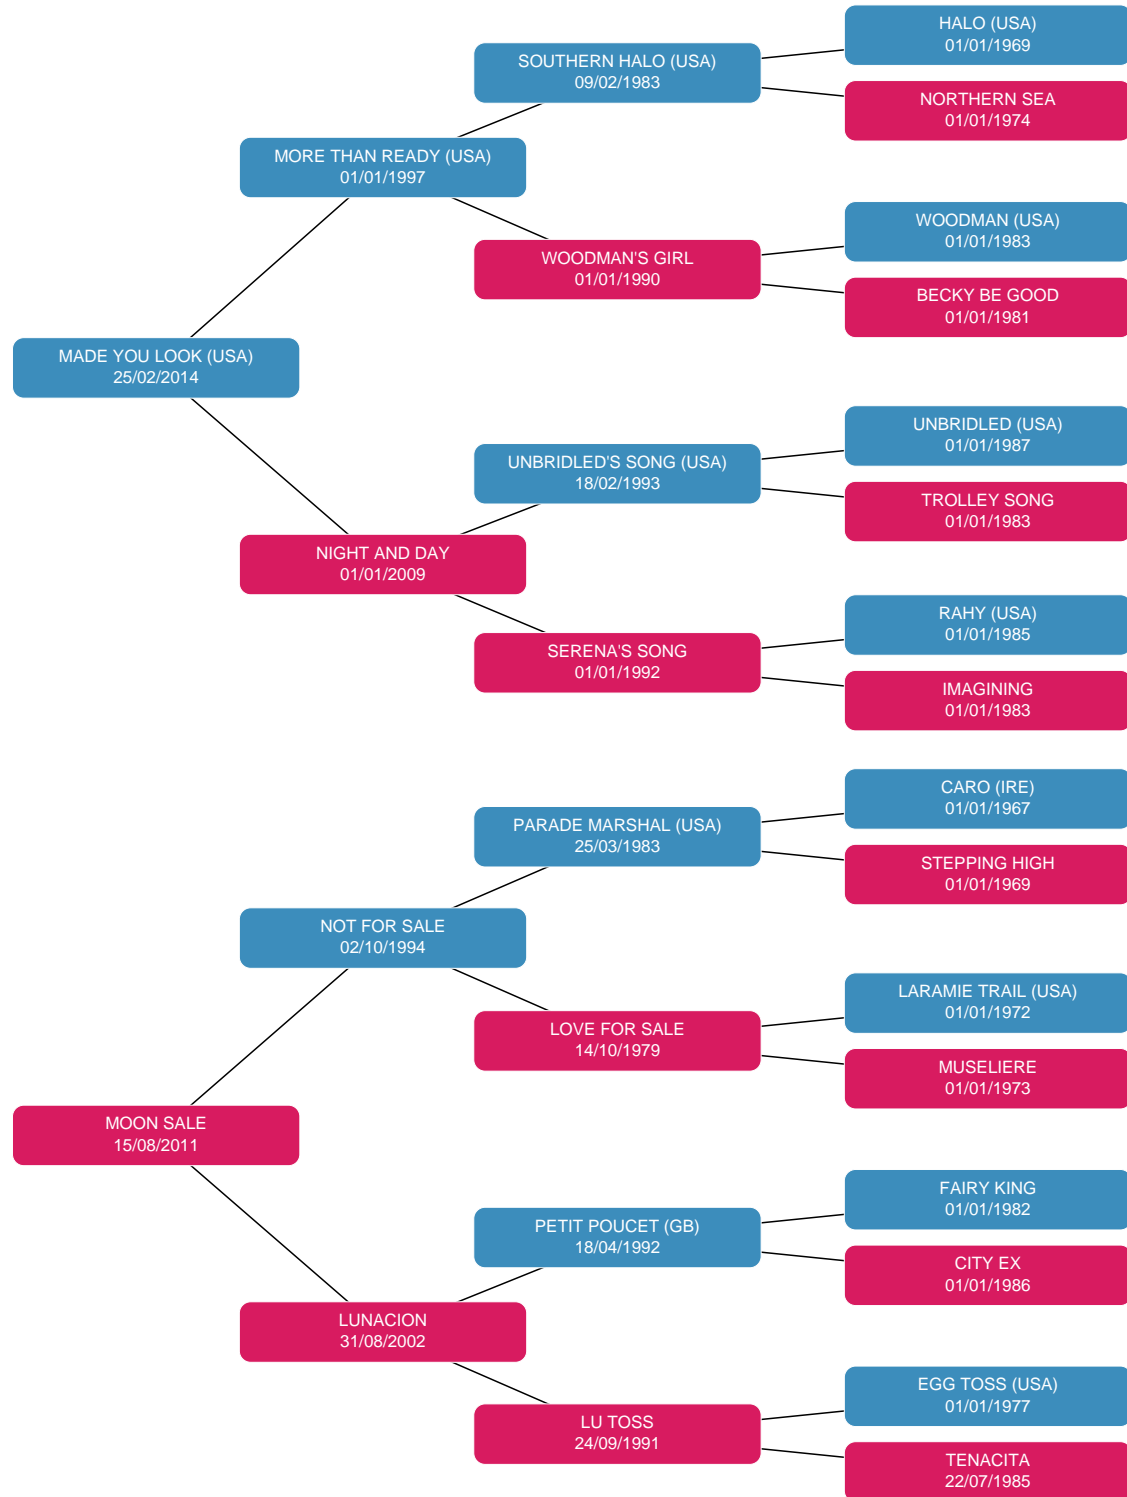 HALO (USA)
01/01/1969
SOUTHERN HALO (USA)
09/02/1983
NORTHERN SEA
01/01/1974
MORE THAN READY (USA)
01/01/1997
WOODMAN (USA)
01/01/1983
WOODMAN'S GIRL
01/01/1990
BECKY BE GOOD
01/01/1981
MADE YOU LOOK (USA)
25/02/2014
UNBRIDLED (USA)
01/01/1987
UNBRIDLED'S SONG (USA)
18/02/1993
TROLLEY SONG
01/01/1983
NIGHT AND DAY
01/01/2009
RAHY (USA)
01/01/1985
SERENA'S SONG
01/01/1992
IMAGINING
01/01/1983
CARO (IRE)
01/01/1967
PARADE MARSHAL (USA)
25/03/1983
STEPPING HIGH
01/01/1969
NOT FOR SALE
02/10/1994
LARAMIE TRAIL (USA)
01/01/1972
LOVE FOR SALE
14/10/1979
MUSELIERE
01/01/1973
MOON SALE
15/08/2011
FAIRY KING
01/01/1982
PETIT POUCET (GB)
18/04/1992
CITY EX
01/01/1986
LUNACION
31/08/2002
EGG TOSS (USA)
01/01/1977
LU TOSS
24/09/1991
TENACITA
22/07/1985